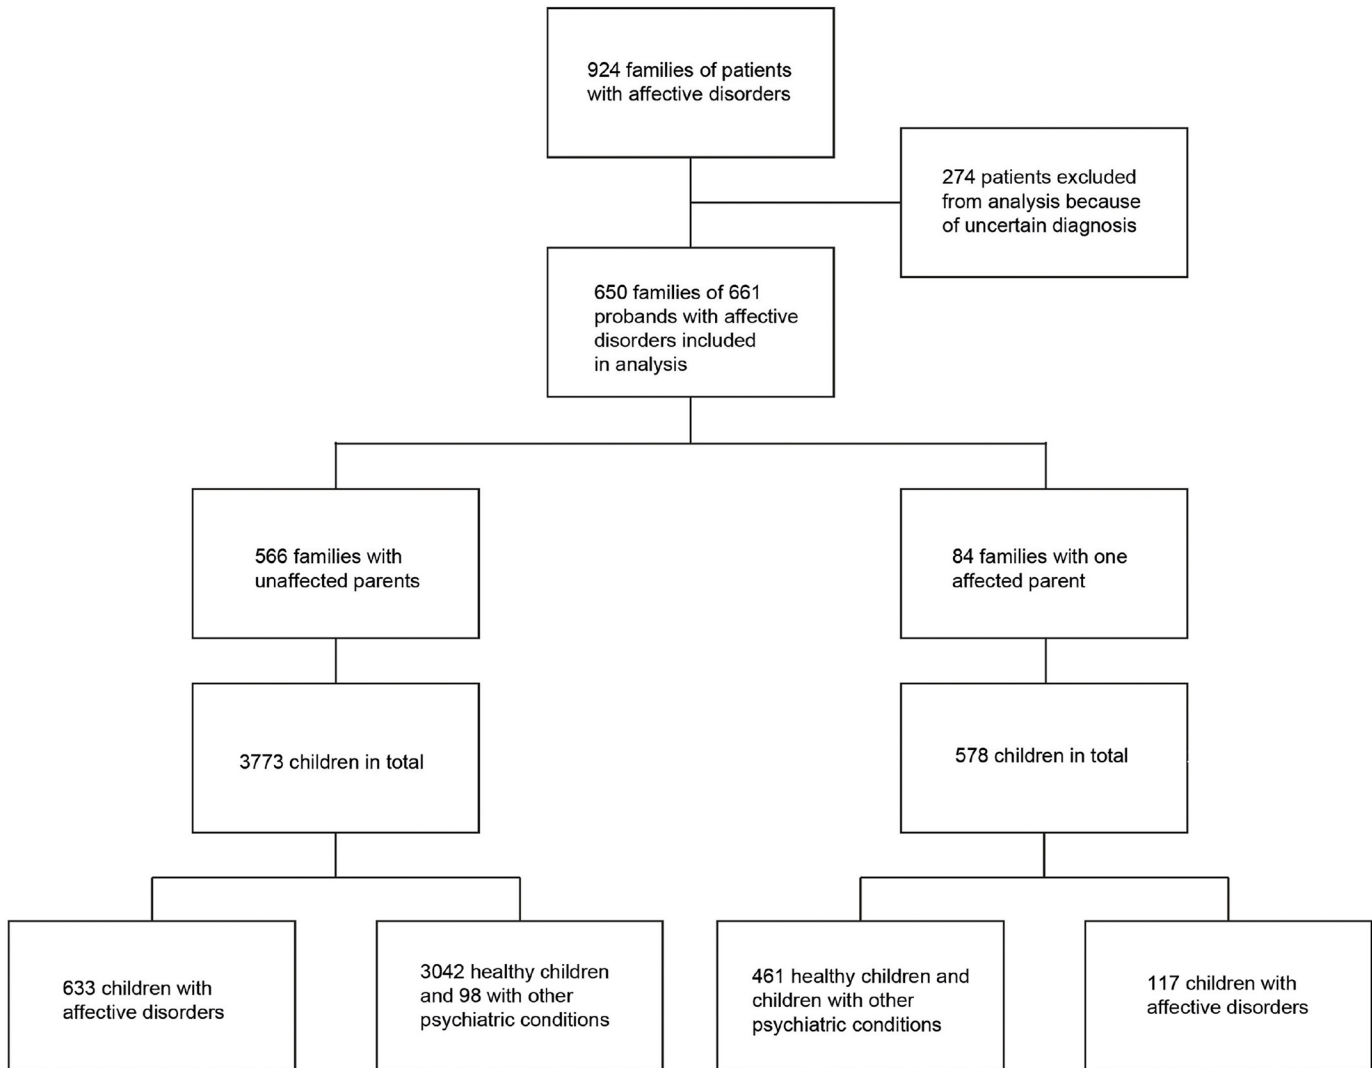 924 families of patients
with affective disorders
274 patients excluded
from analysis because
of uncertain diagnosis
650 families of 661
probands with affective
disorders included
in analysis
566 families with
unaffected parents
84 families with one
affected parent
3773 children in total
578 children in total
633 children with
affective disorders
3042 healthy children
and 98 with other
psychiatric conditions
461 healthy children and
children with other
psychiatric conditions
117 children with
affective disorders